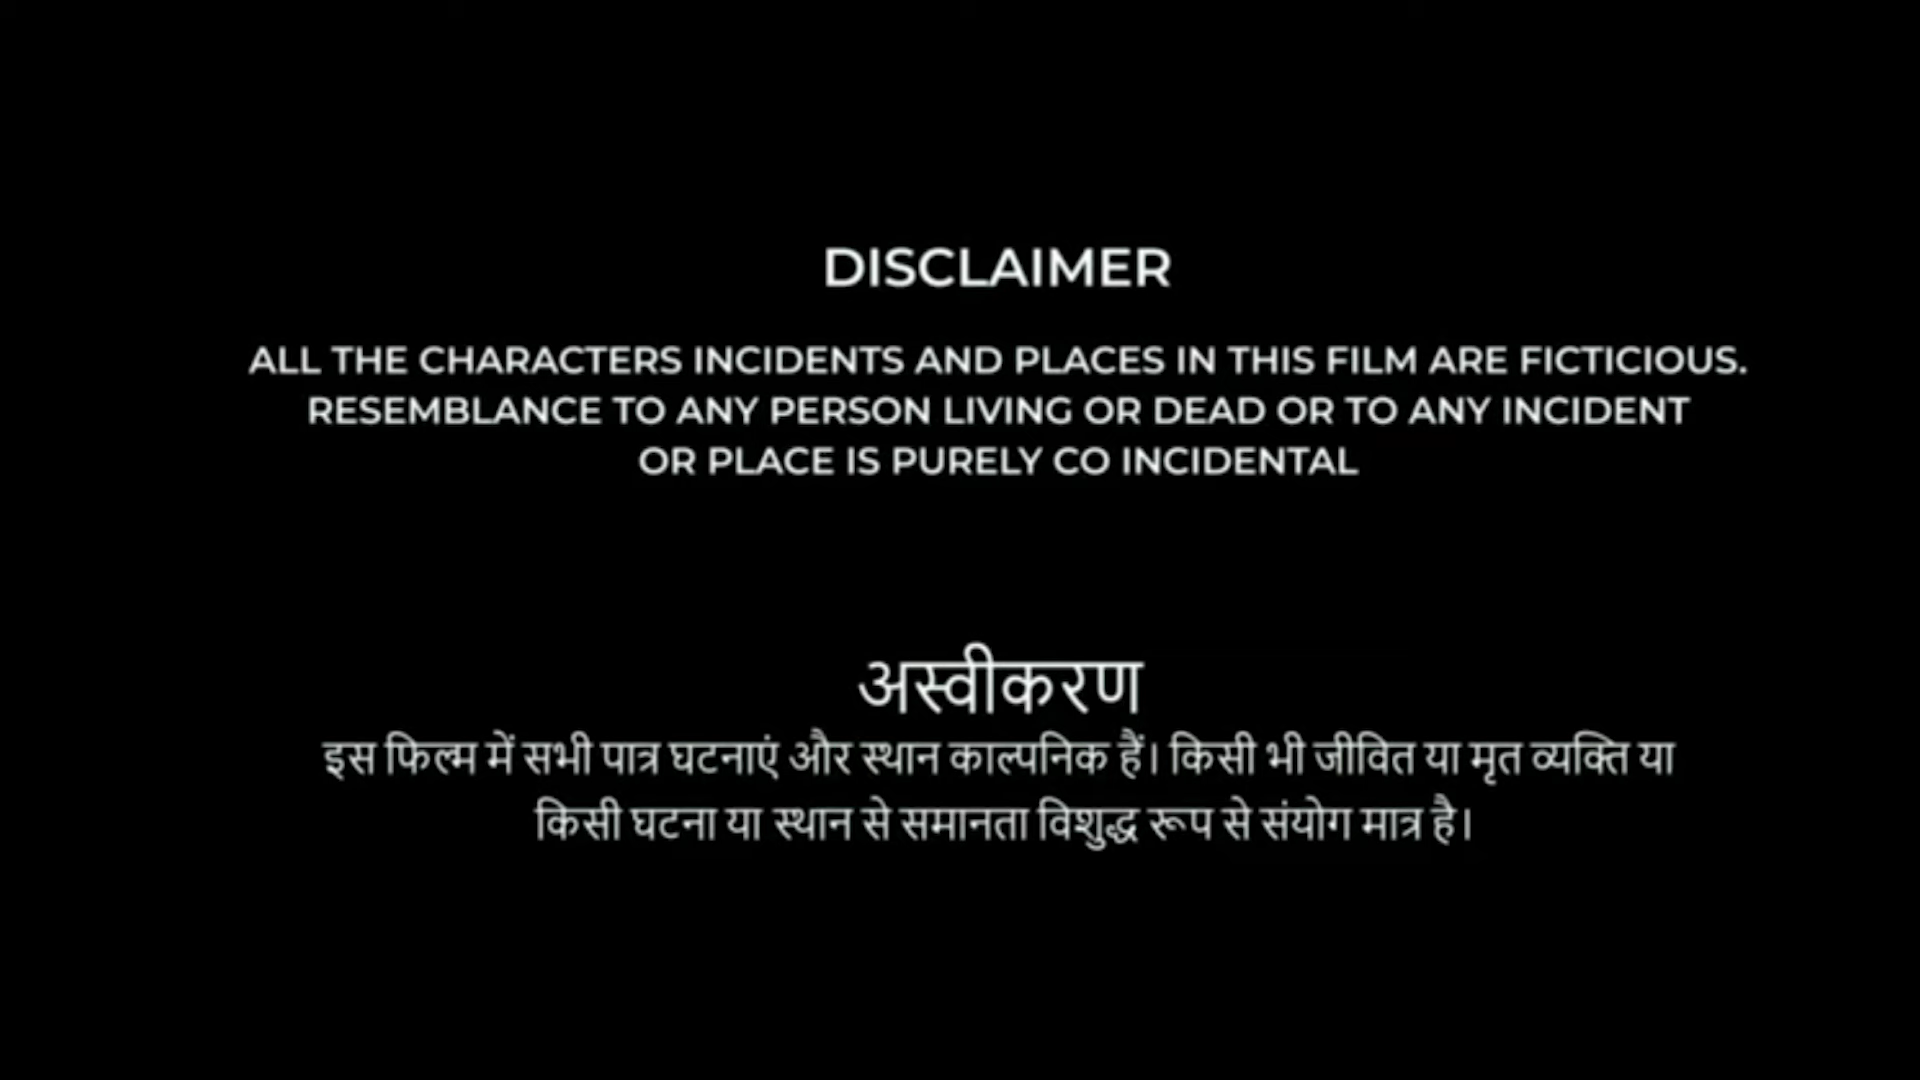 DISCLAIMER
ALL THE CHARACTERS INCIDENTS AND PLACES IN THIS FILM ARE FICTICIOUS.
RESEMBLANCE TO ANY PERSON LIVING OR DEAD OR TO ANY INCIDENT
OR PLACE IS PURELY CO INCIDENTAL
अस्वीकरण
इस फिल्म में सभी पात्र घटनाएं और स्थान काल्पनिक हैं। किसी भी जीवित या मृत व्यक्ति या
किसी घटना या स्थान से समानता विशुद्ध रूप से संयोग मात्र है।